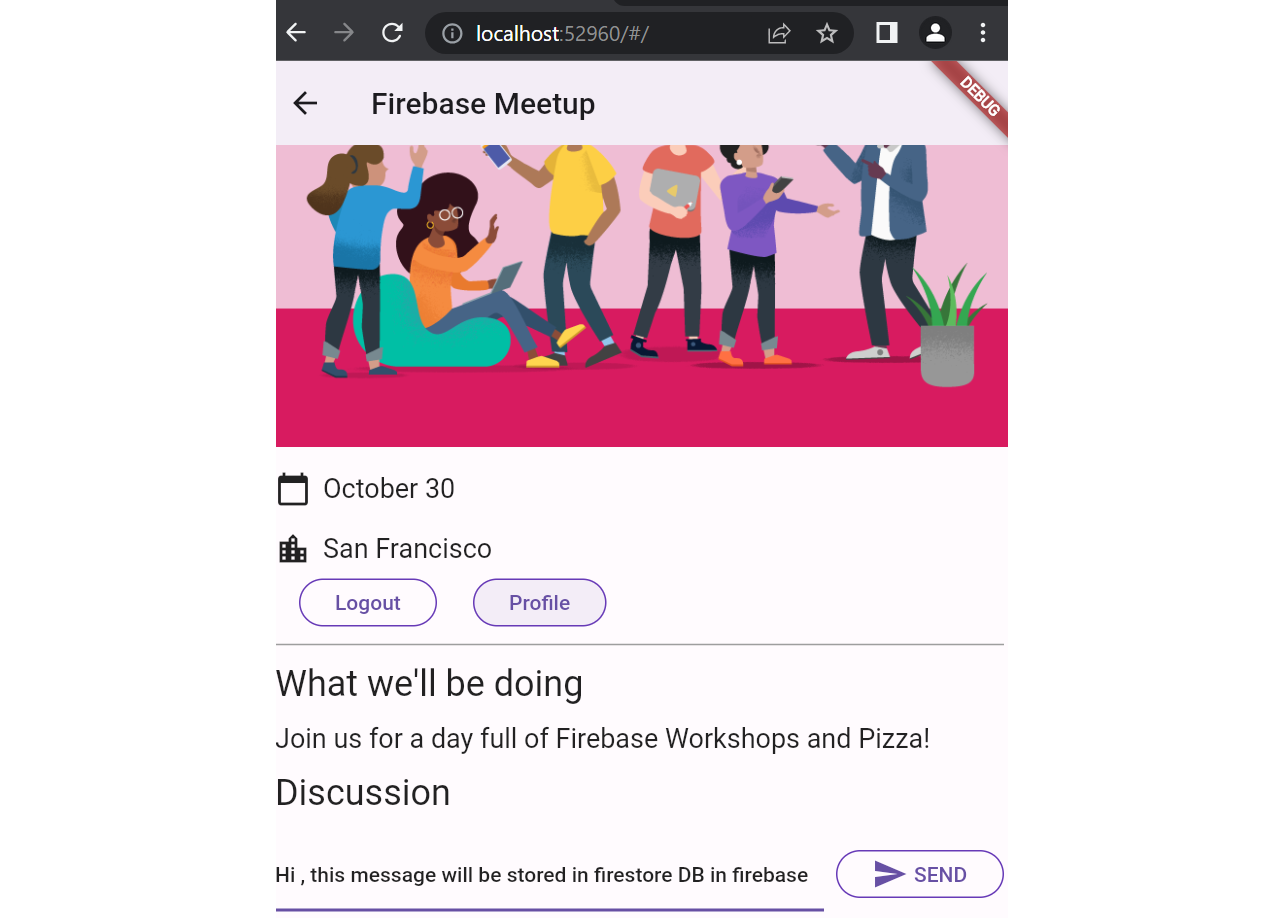 localhost:52960/#/
Firebase Meetup
DEBUG
October 30
San Francisco
Logout Profile
What we'll be doing
Join us for a day full of Firebase Workshops and Pizza!
Discussion
Hi , this message will be stored in firestore DB in firebase SEND